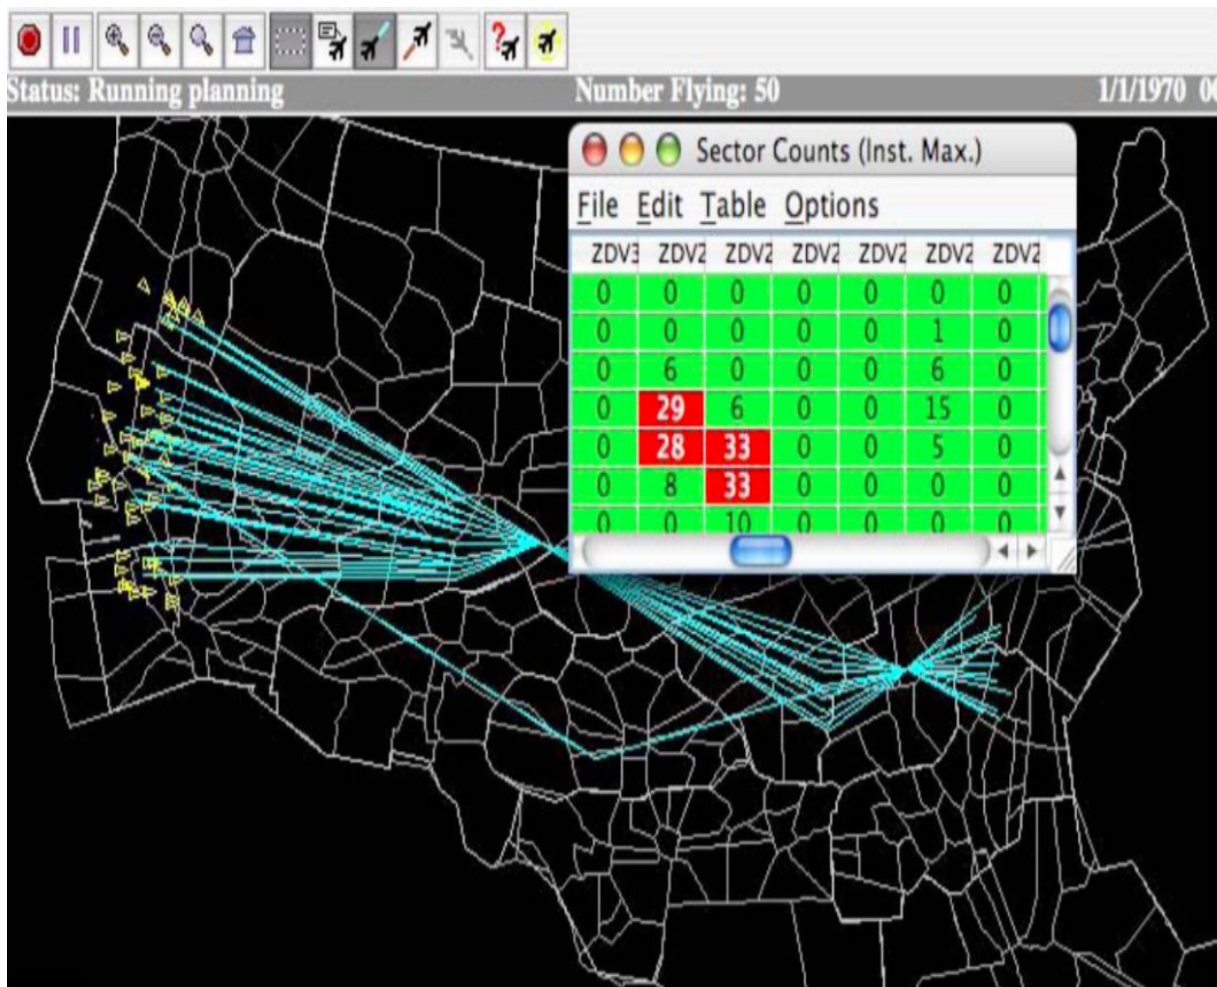 Status: Running planning Number Flying: 50 1/1/1970 00
Sector Counts (Inst. Max.)
File Edit Table Options
ZDV3 ZDV2 ZDV2 ZDV2 ZDV2 ZDV2 ZDV2
0 0 0 0 0 0 0
0 0 0 0 0 1 0
0 6 0 0 0 6 0
0 29 6 0 0 15 0
0 28 33 0 0 5 0
0 8 33 0 0 0 0
0 0 10 0 0 0 0